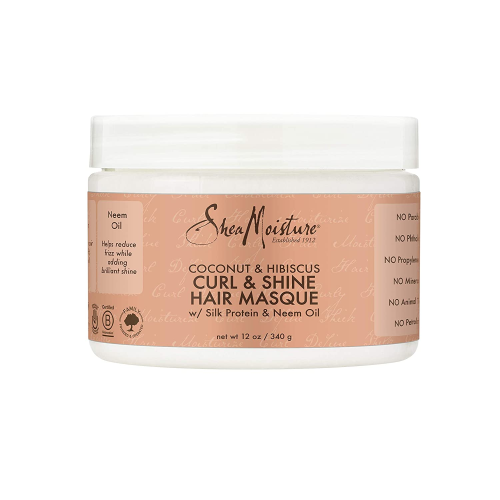 Neem
Oil
Helps reduce
frizz while
adding
brilliant shine
Certified
B
SheaMoisture®
Established 1912
COCONUT & HIBISCUS
CURL & SHINE
HAIR MASQUE
w/ Silk Protein & Neem Oil
net wt 12 oz / 340 g
NO
NO
NO
NO
NO Animal
NO